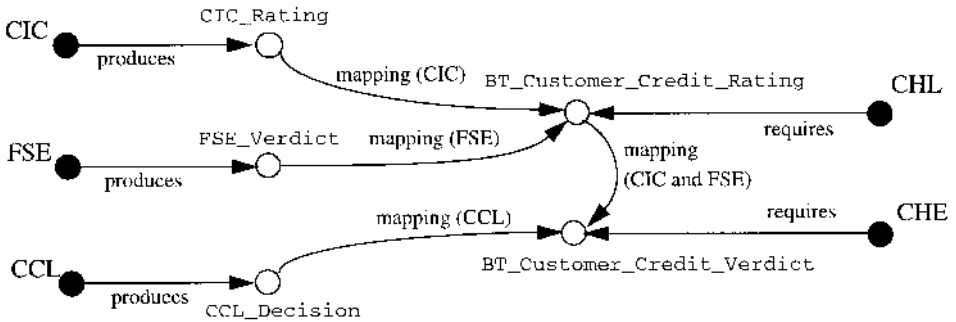 CIC
CIC_Rating
produces
mapping (CIC)
BT_Customer_Credit_Rating
CHL
requires
FSE
FSE_Verdict
produces
mapping (FSE)
mapping
(CIC and FSE)
CCL
produces
CCL_Decision
mapping (CCL)
BT_Customer_Credit_Verdict
requires
CHE